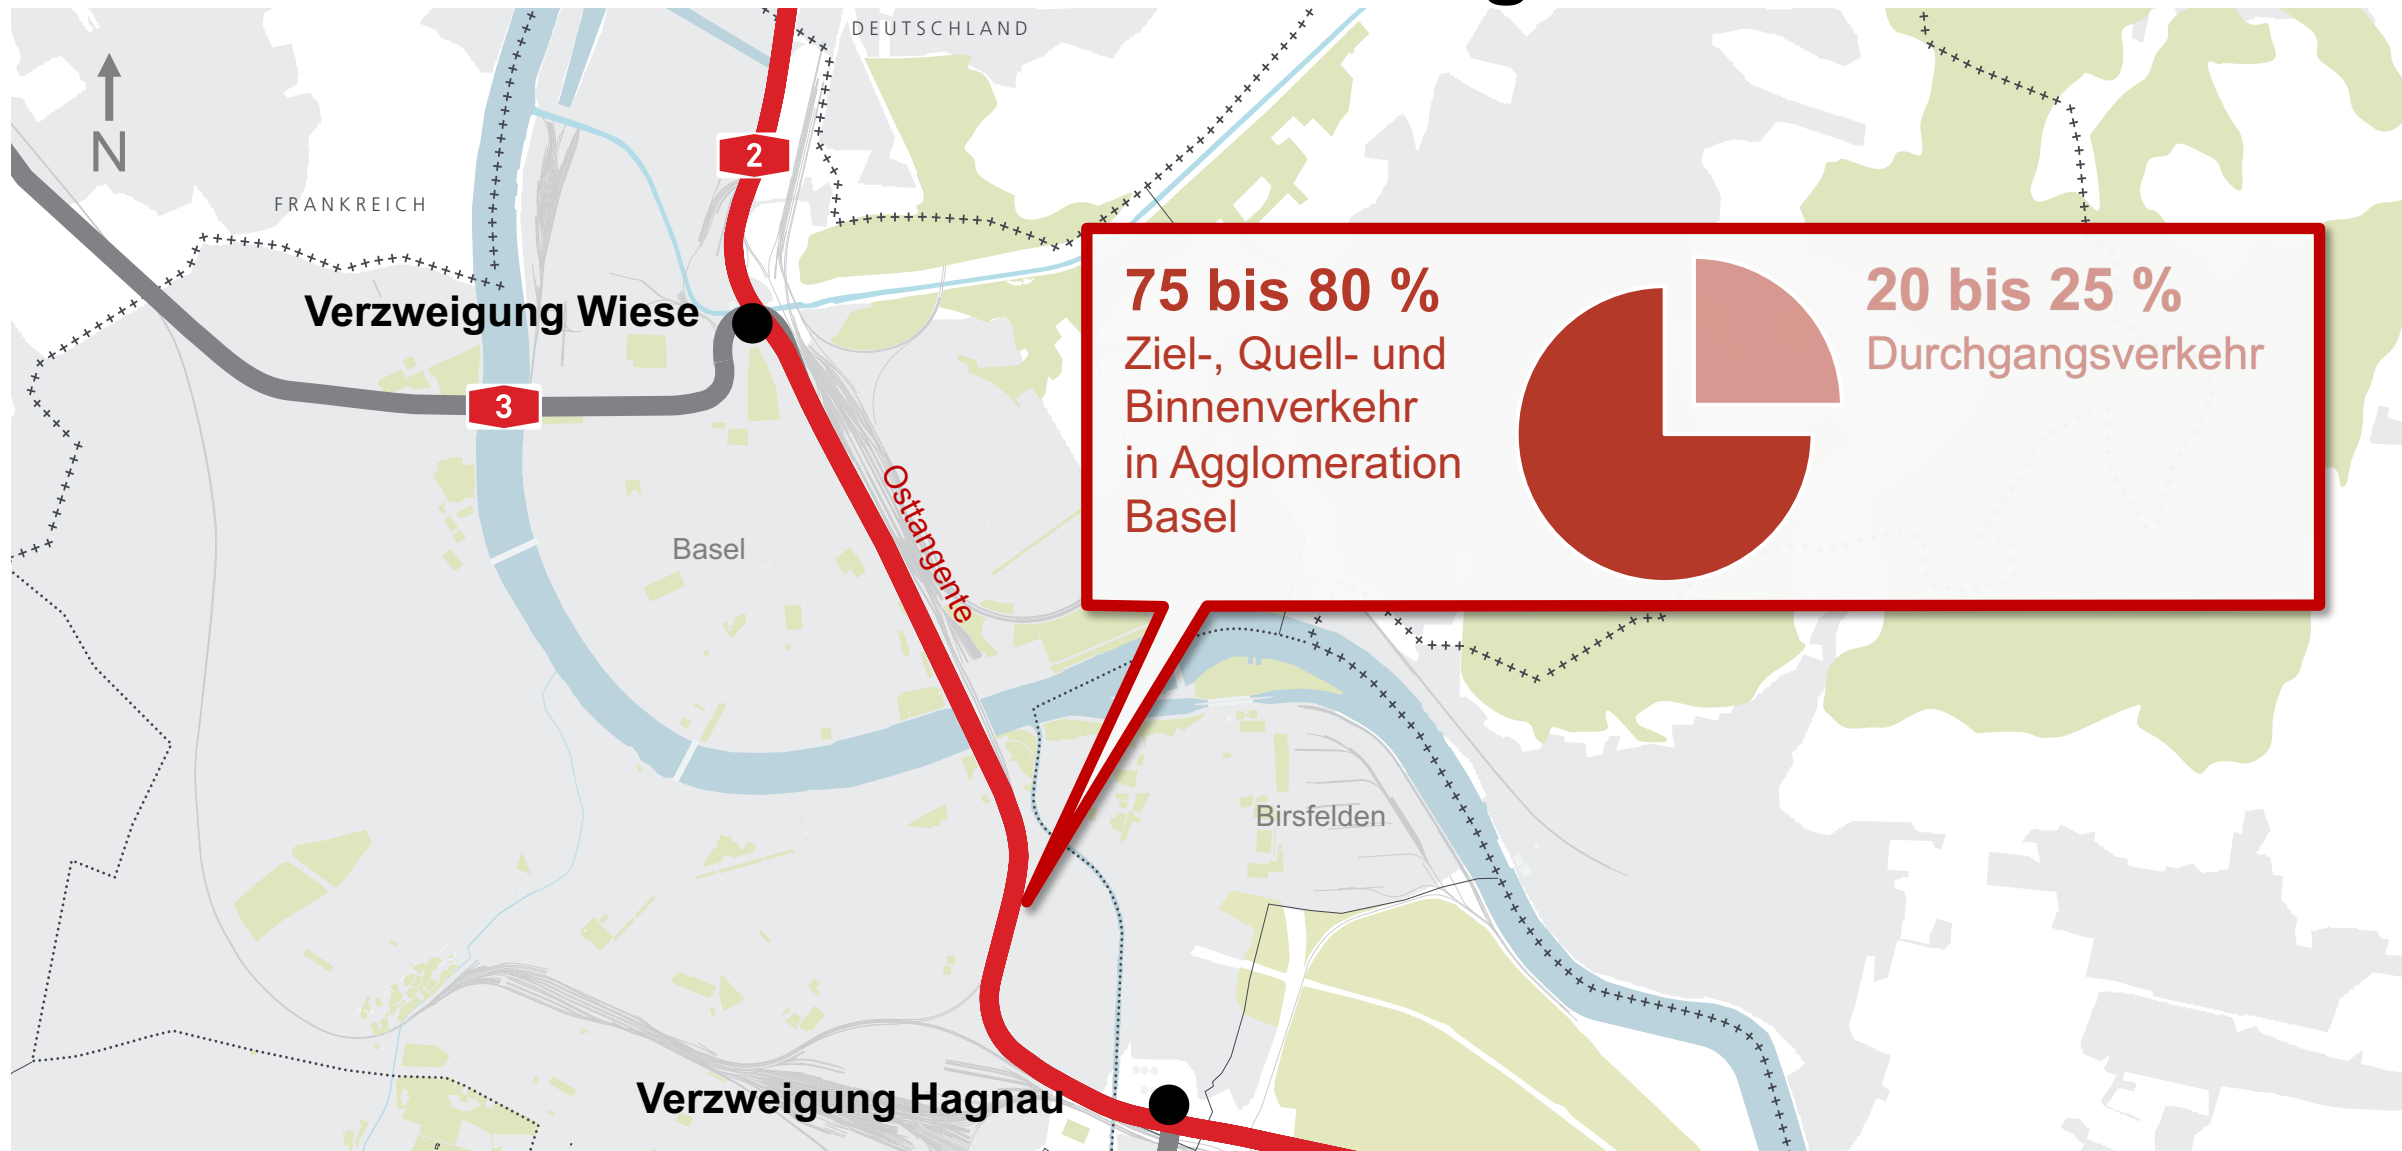 DEUTSCHLAND
N
2
FRANKREICH
Verzweigung Wiese
3
75 bis 80 %
Ziel-, Quell- und
Binnenverkehr
in Agglomeration
Basel
20 bis 25 %
Durchgangsverkehr
Osttangente
Basel
Birsfelden
Verzweigung Hagnau